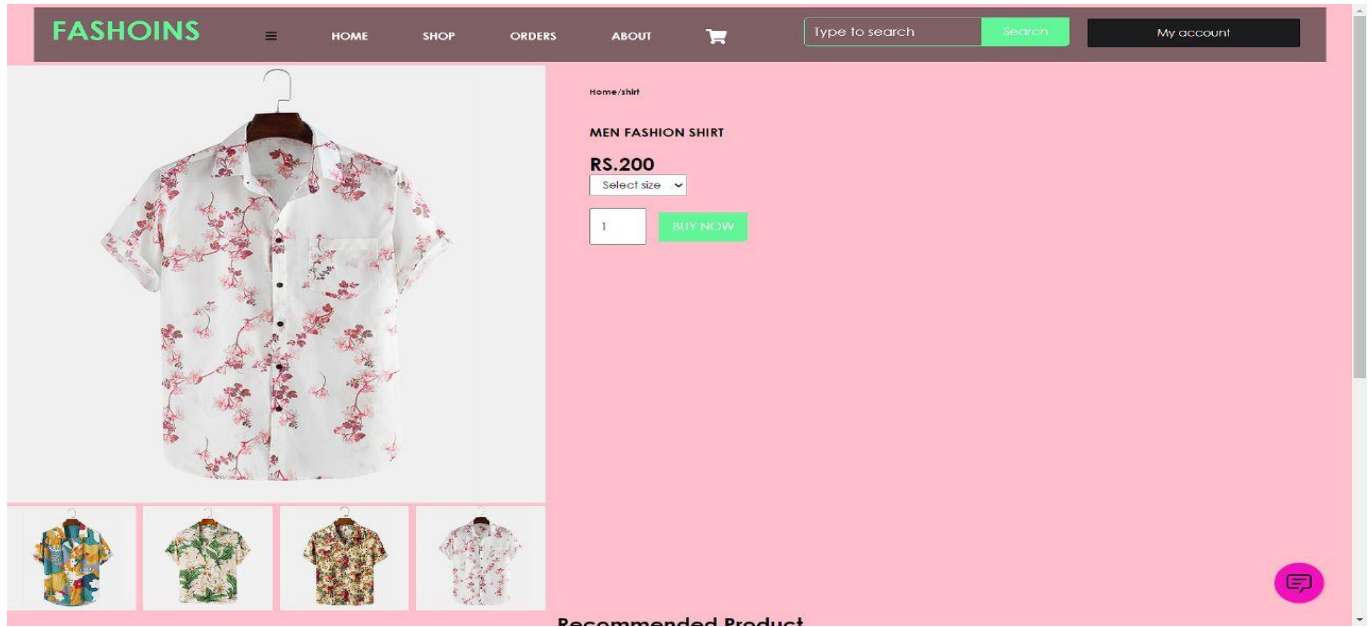 FASHOINS
HOME SHOP ORDERS ABOUT
Type to search Search My account
Home/shirt
MEN FASHION SHIRT
RS.200
Select size
1 BUY NOW
Recommended Product